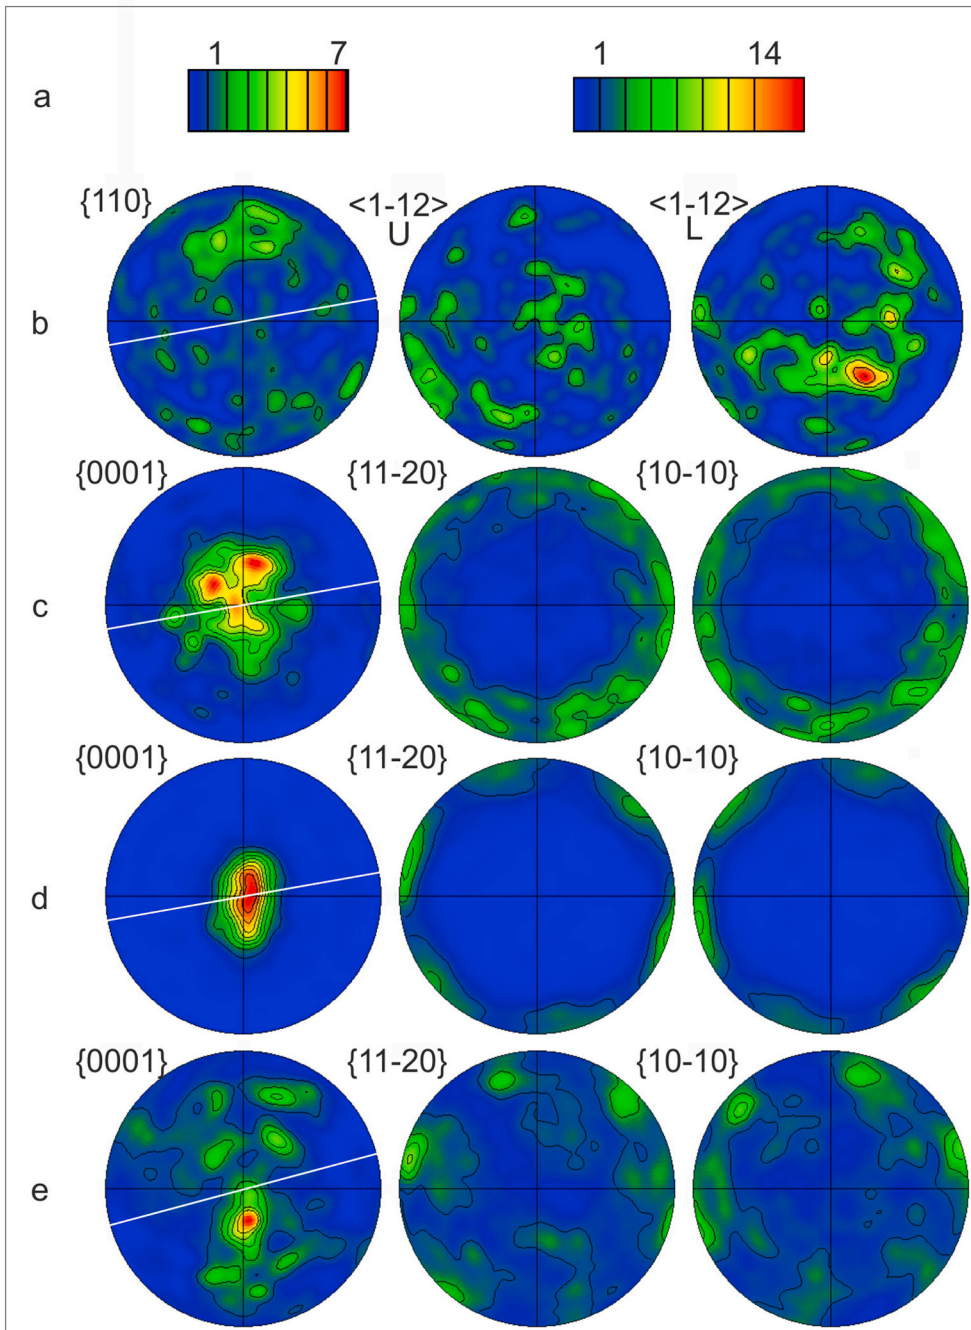 1 7 1 14
a
{110} <1-12> <1-12>
U L
b
{0001} {11-20} {10-10}
c
{0001} {11-20} {10-10}
d
{0001} {11-20} {10-10}
e